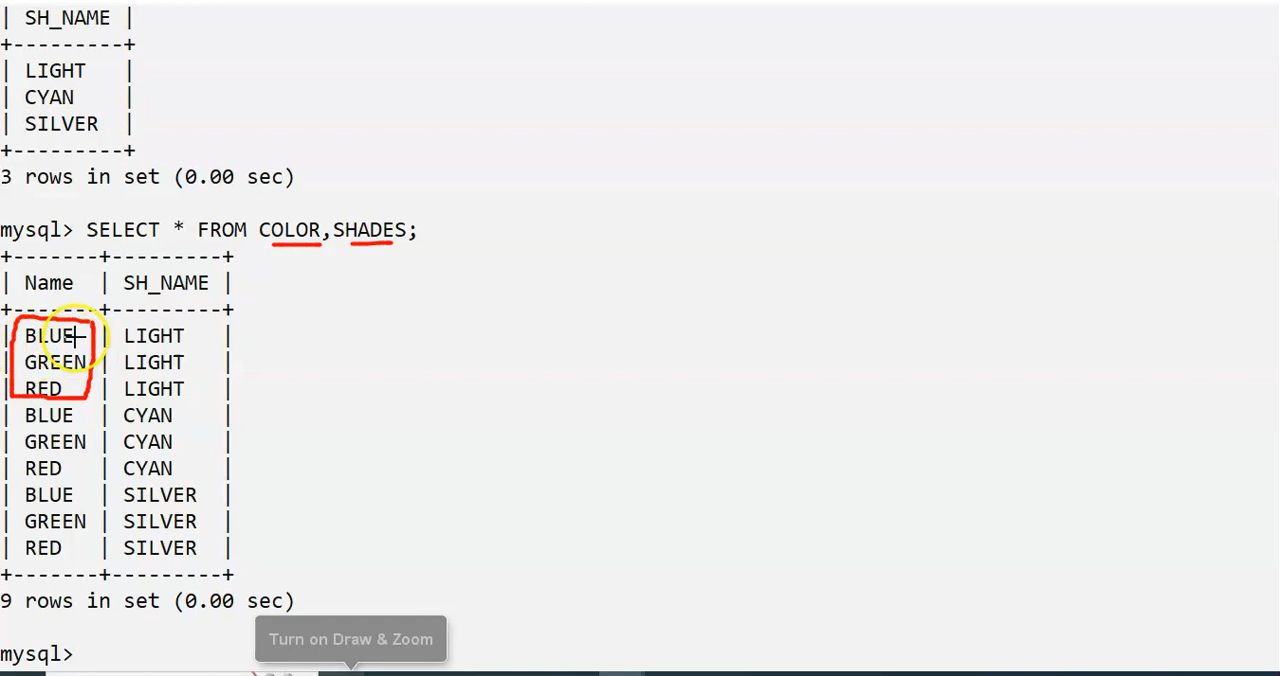 | SH_NAME |
+---------+
| LIGHT   |
| CYAN    |
| SILVER  |
+---------+
3 rows in set (0.00 sec)
mysql> SELECT * FROM COLOR,SHADES;
+-------+---------+
| Name  | SH_NAME |
+-------+---------+
| BLUE  | LIGHT   |
| GREEN | LIGHT   |
| RED   | LIGHT   |
| BLUE  | CYAN    |
| GREEN | CYAN    |
| RED   | CYAN    |
| BLUE  | SILVER  |
| GREEN | SILVER  |
| RED   | SILVER  |
+-------+---------+
9 rows in set (0.00 sec)
Turn on Draw & Zoom
mysql>